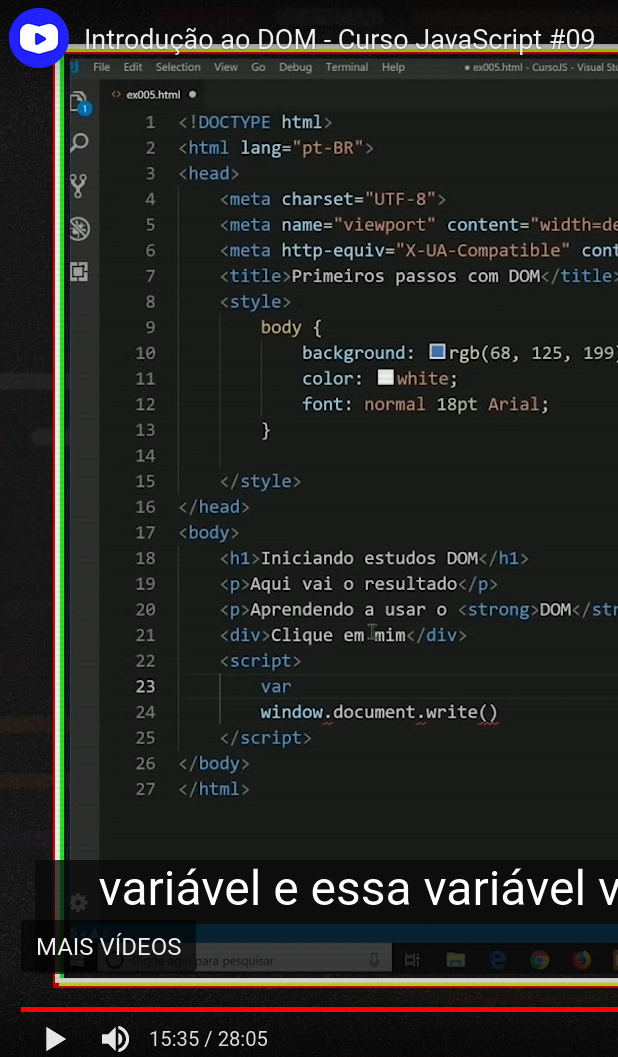 Introdução ao DOM - Curso JavaScript #09
File Edit Selection View Go Debug Terminal Help ● ex005.html - CursoJS - Visual Stu
1
<> ex005.html ●
1 <!DOCTYPE html>
2 <html lang="pt-BR">
3 <head>
4 <meta charset="UTF-8">
5 <meta name="viewport" content="width=de
6 <meta http-equiv="X-UA-Compatible" cont
7 <title>Primeiros passos com DOM</title>
8 <style>
9 body {
10 background: rgb(68, 125, 199)
11 color: white;
12 font: normal 18pt Arial;
13 }
14
15 </style>
16 </head>
17 <body>
18 <h1>Iniciando estudos DOM</h1>
19 <p>Aqui vai o resultado</p>
20 <p>Aprendendo a usar o <strong>DOM</str
21 <div>Clique em mim</div>
22 <script>
23 var
24 window.document.write()
25 </script>
26 </body>
27 </html>
variável e essa variável v
MAIS VÍDEOS
Digite aqui para pesquisar
15:35 / 28:05